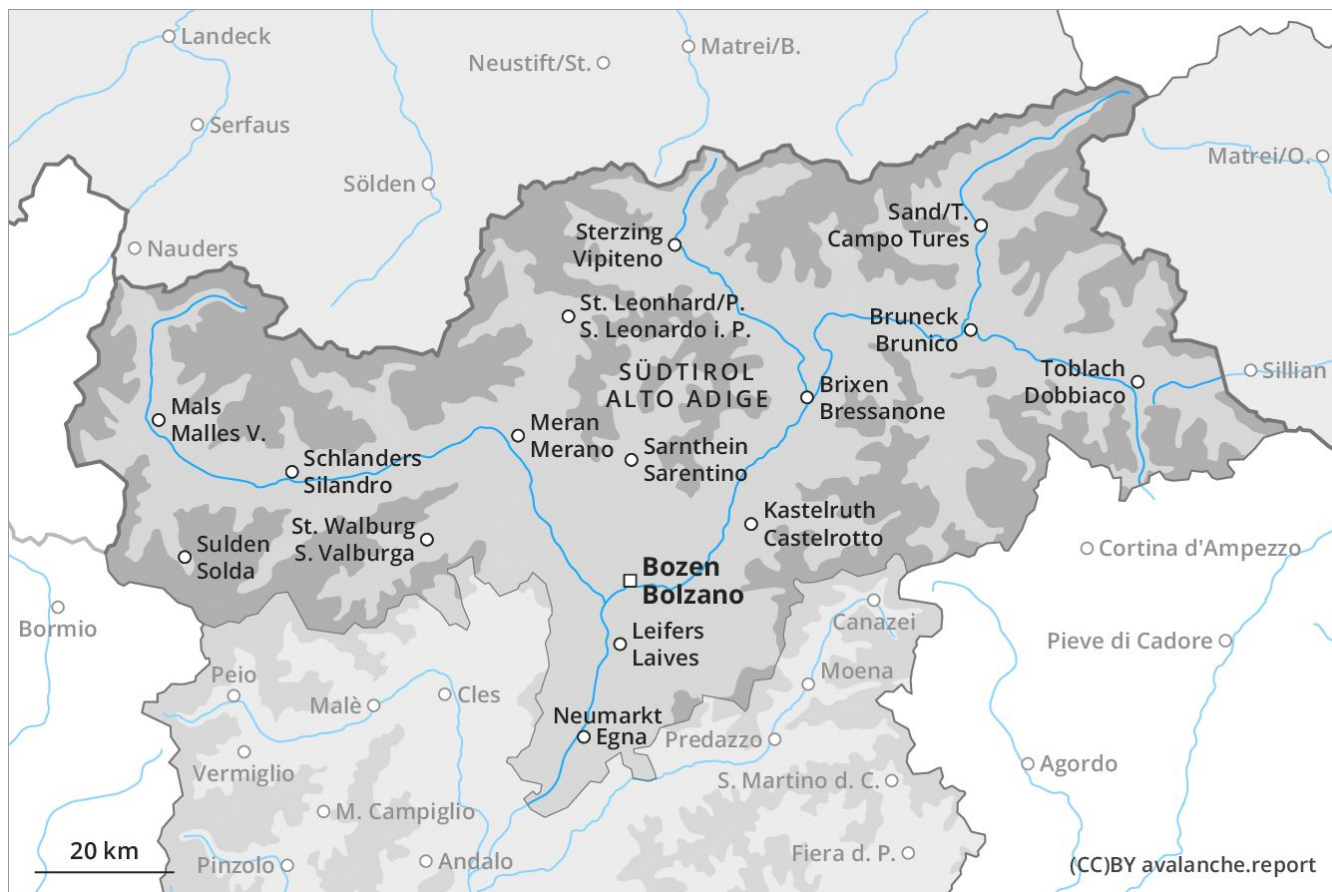 Landeck
Matrei/B.
Neustift/St.
Serfaus
Matrei/O.
Sölden
Sand/T.
Campo Tures
Sterzing
Vipiteno
Nauders
St. Leonhard/P.
S. Leonardo i. P.
Bruneck
Brunico
SÜDTIROL
ALTO ADIGE
Toblach
Dobbiaco
Sillian
Brixen
Bressanone
Mals
Malles V.
Meran
Merano
Sarnthein
Sarentino
Schlanders
Silandro
Kastelruth
Castelrotto
St. Walburg
S. Valburga
Sulden
Solda
Cortina d'Ampezzo
Bozen
Bolzano
Bormio
Canazei
Leifers
Laives
Pieve di Cadore
Peio
Moena
Malè
Cles
Neumarkt
Egna
Predazzo
Vermiglio
Agordo
S. Martino d. C.
M. Campiglio
20 km
Pinzolo
Andalo
Fiera d. P.
(CC)BY avalanche.report